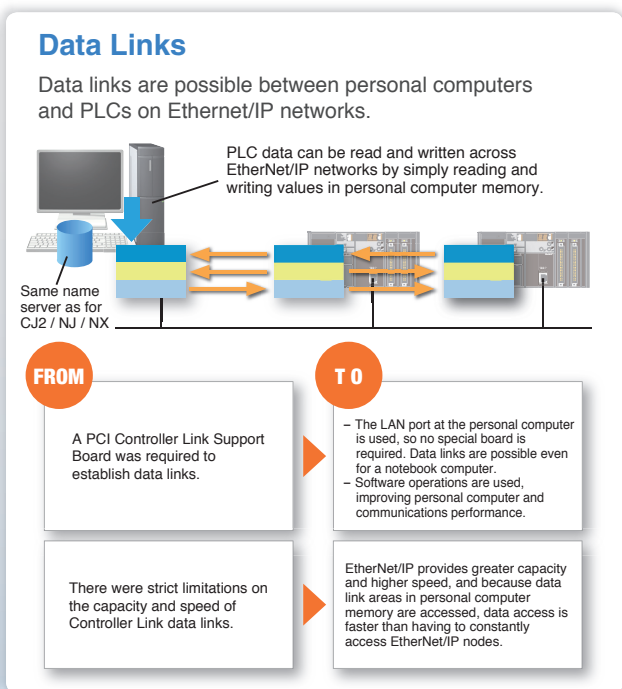 Data Links
Data links are possible between personal computers
and PLCs on Ethernet/IP networks.
PLC data can be read and written across
EtherNet/IP networks by simply reading and
writing values in personal computer memory.
Same name
server as for
CJ2 / NJ / NX
FROM
T 0
A PCI Controller Link Support
Board was required to
establish data links.
– The LAN port at the personal computer
is used, so no special board is
required. Data links are possible even
for a notebook computer.
– Software operations are used,
improving personal computer and
communications performance.
There were strict limitations on
the capacity and speed of
Controller Link data links.
EtherNet/IP provides greater capacity
and higher speed, and because data
link areas in personal computer
memory are accessed, data access is
faster than having to constantly
access EtherNet/IP nodes.